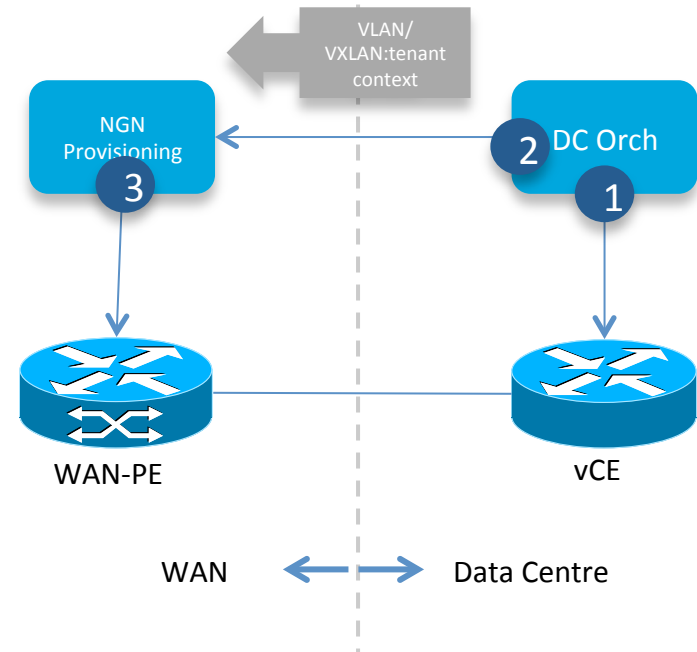 VLAN/
VXLAN:tenant
context
NGN
Provisioning
3
2
DC Orch
1
WAN-PE
vCE
WAN
Data Centre